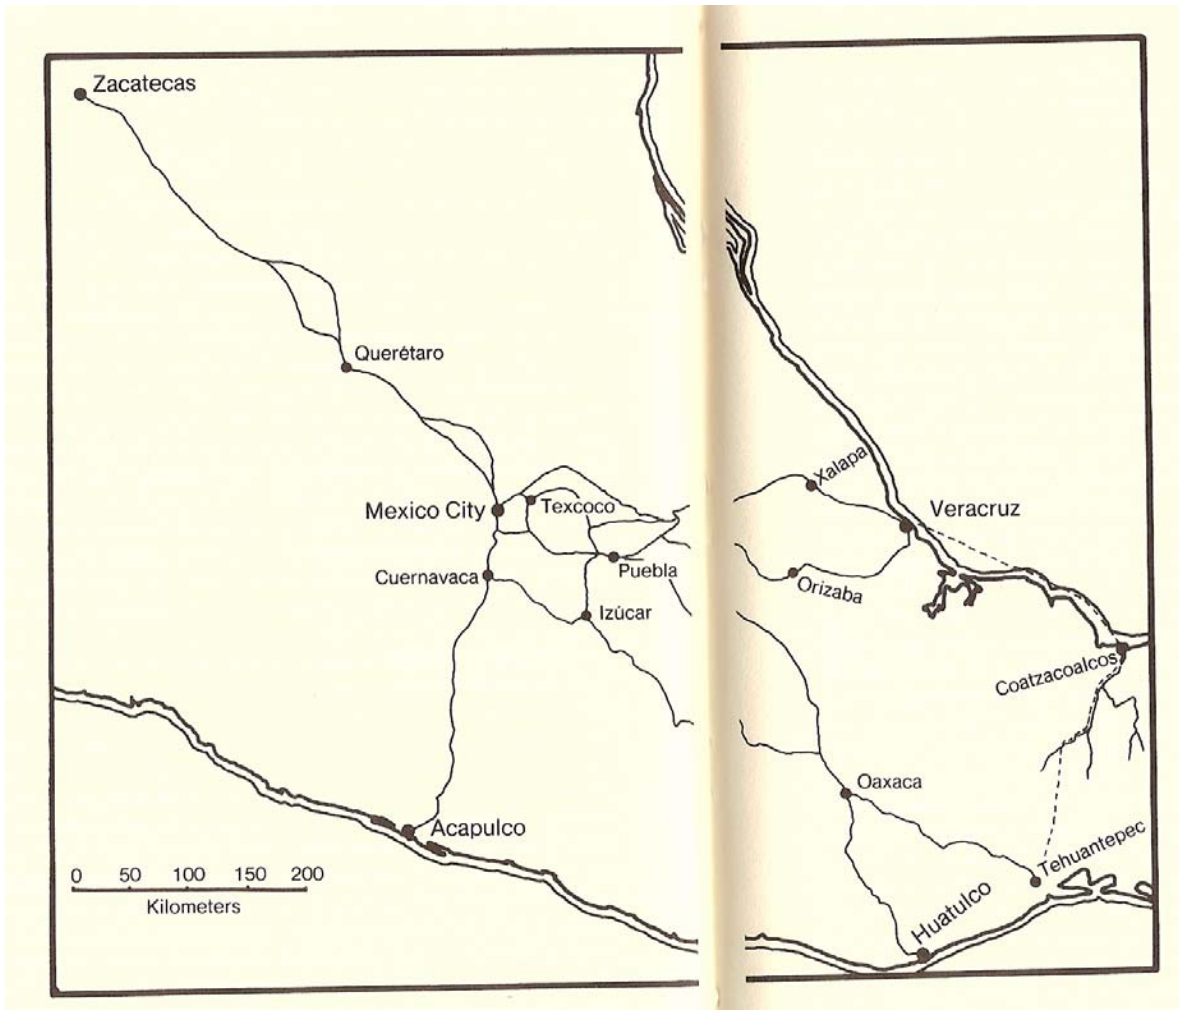 Zacatecas
Querétaro
Xalapa
Mexico City
Texcoco
Veracruz
Cuernavaca
Puebla
Orizaba
Izúcar
Coatzacoalcos
Oaxaca
Acapulco
Tehuantepec
0 50 100 150 200
Kilometers
Huatulco